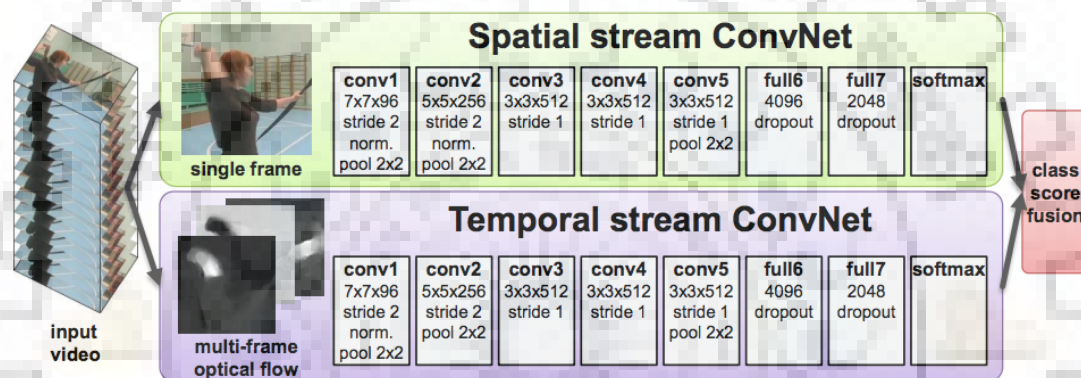 Spatial stream ConvNet
conv1
7x7x96
stride 2
norm.
pool 2x2
conv2
5x5x256
stride 2
norm.
pool 2x2
conv3
3x3x512
stride 1
conv4
3x3x512
stride 1
conv5
3x3x512
stride 1
pool 2x2
full6
4096
dropout
full7
2048
dropout
softmax
single frame
Temporal stream ConvNet
conv1
7x7x96
stride 2
norm.
pool 2x2
conv2
5x5x256
stride 2
pool 2x2
conv3
3x3x512
stride 1
conv4
3x3x512
stride 1
conv5
3x3x512
stride 1
pool 2x2
full6
4096
dropout
full7
2048
dropout
softmax
input
video
multi-frame
optical flow
class
score
fusion